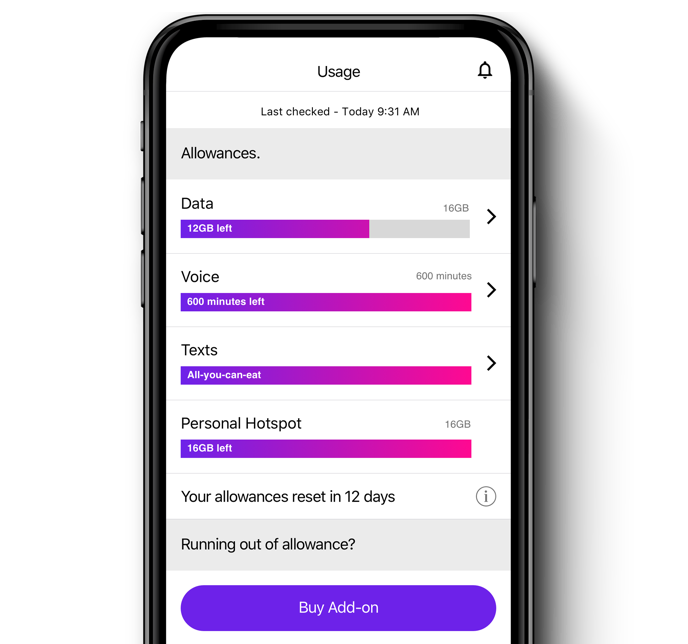 Usage
Last checked - Today 9:31 AM
Allowances.
Data
16GB
12GB left
Voice
600 minutes
600 minutes left
Texts
All-you-can-eat
Personal Hotspot
16GB
16GB left
Your allowances reset in 12 days
i
Running out of allowance?
Buy Add-on